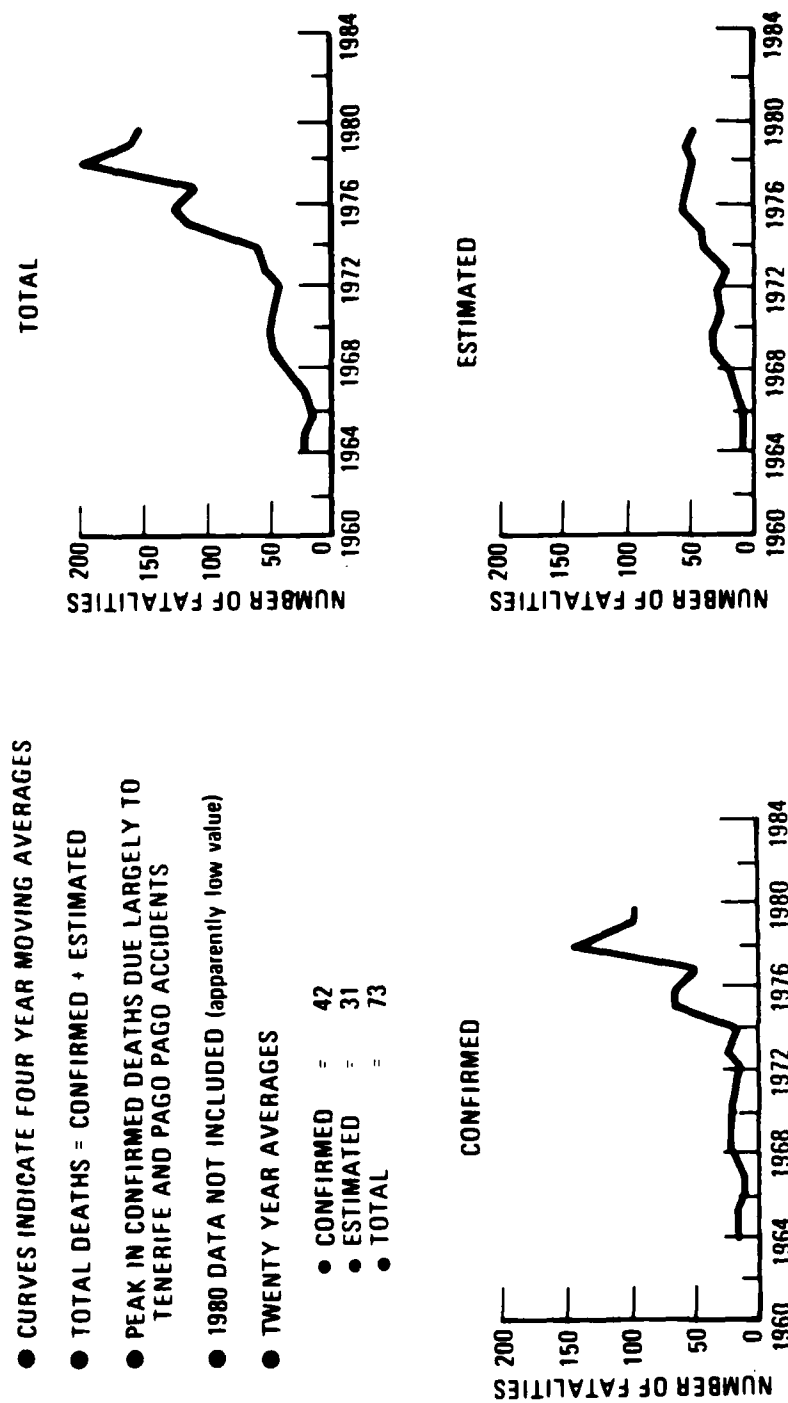 ● CURVES INDICATE FOUR YEAR MOVING AVERAGES
● TOTAL DEATHS = CONFIRMED + ESTIMATED
● PEAK IN CONFIRMED DEATHS DUE LARGELY TO
TENERIFE AND PAGO PAGO ACCIDENTS
● 1980 DATA NOT INCLUDED (apparently low value)
● TWENTY YEAR AVERAGES
● CONFIRMED = 42
● ESTIMATED = 31
● TOTAL = 73
TOTAL
NUMBER OF FATALITIES
200
150
100
50
0
1960 1964 1968 1972 1976 1980 1984
CONFIRMED
NUMBER OF FATALITIES
200
150
100
50
0
1960 1964 1968 1972 1976 1980 1984
ESTIMATED
NUMBER OF FATALITIES
200
150
100
50
0
1960 1964 1968 1972 1976 1980 1984